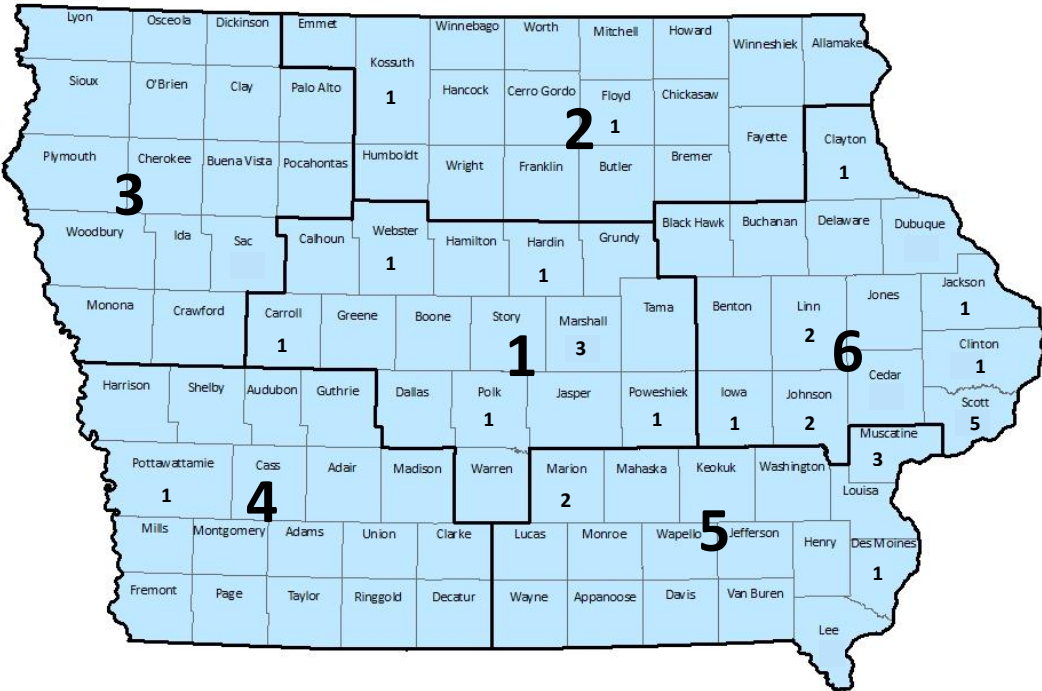 Lyon Osceola Dickinson Emmet Winnebago Worth Mitchell Howard Winneshiek Allamake
Kossuth
1
Sioux O'Brien Clay Palo Alto Hancock Cerro Gordo Floyd Chickasaw
1
2
Fayette Clayton
1
Plymouth Cherokee Buena Vista Pocahontas Humboldt Wright Franklin Butler Bremer
3
Woodbury Ida Sac Calhoun Webster Hamilton Hardin Grundy Black Hawk Buchanan Delaware Dubuque
1 1
Monona Crawford Carroll Greene Boone Story Marshall Tama Benton Linn Jones Jackson
1 3 2 1
1
6
Clinton
1
Harrison Shelby Audubon Guthrie Dallas Polk Jasper Poweshiek Iowa Johnson Cedar Scott
1 1 1 2 5
Muscatine
3
Pottawattamie Cass Adair Madison Warren Marion Mahaska Keokuk Washington Louisa
1 2
4
5
Mills Montgomery Adams Union Clarke Lucas Monroe Wapello Jefferson Henry Des Moines
1
Fremont Page Taylor Ringgold Decatur Wayne Appanoose Davis Van Buren Lee